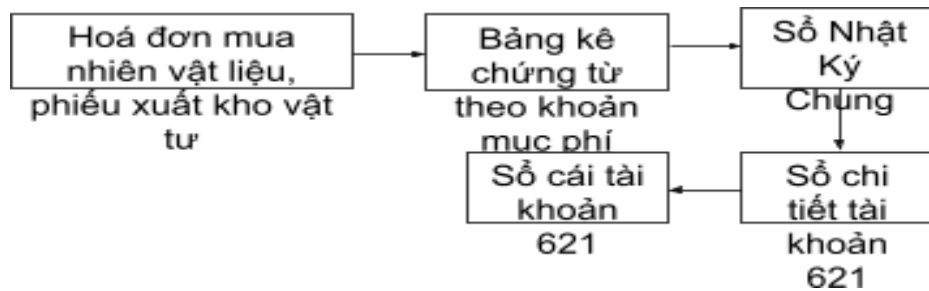 Hoá đơn mua
nhiên vật liệu,
phiếu xuất kho vật
tư
Bảng kê
chứng từ
theo khoản
mục phí
Sổ Nhật
Ký
Chung
Sổ chi
tiết tài
khoản
621
Sổ cái tài
khoản
621